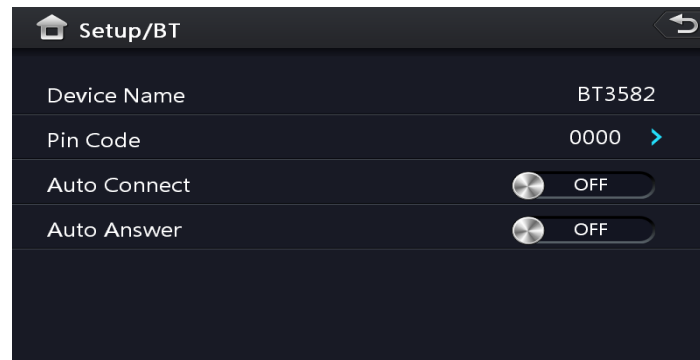 Setup/BT
Device Name BT3582
Pin Code 0000
Auto Connect OFF
Auto Answer OFF